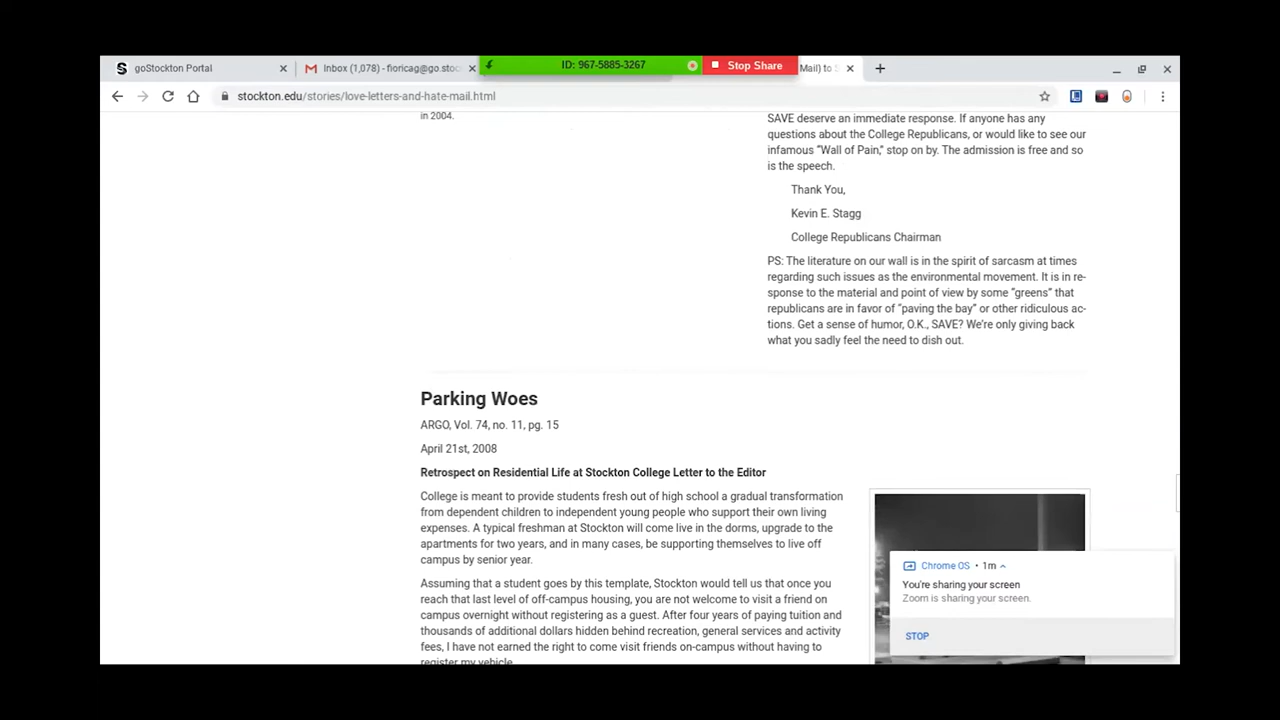 goStockton Portal
Inbox (1,078) - fioricag@go.stoc
ID: 967-5885-3267
Stop Share
Mail) to S
stockton.edu/stories/love-letters-and-hate-mail.html
in 2004.
SAVE deserve an immediate response. If anyone has any
questions about the College Republicans, or would like to see our
infamous “Wall of Pain,” stop on by. The admission is free and so
is the speech.
Thank You,
Kevin E. Stagg
College Republicans Chairman
PS: The literature on our wall is in the spirit of sarcasm at times
regarding such issues as the environmental movement. It is in re-
sponse to the material and point of view by some “greens” that
republicans are in favor of “paving the bay” or other ridiculous ac-
tions. Get a sense of humor, O.K., SAVE? We’re only giving back
what you sadly feel the need to dish out.
Parking Woes
ARGO, Vol. 74, no. 11, pg. 15
April 21st, 2008
Retrospect on Residential Life at Stockton College Letter to the Editor
College is meant to provide students fresh out of high school a gradual transformation
from dependent children to independent young people who support their own living
expenses. A typical freshman at Stockton will come live in the dorms, upgrade to the
apartments for two years, and in many cases, be supporting themselves to live off
campus by senior year.
Assuming that a student goes by this template, Stockton would tell us that once you
reach that last level of off-campus housing, you are not welcome to visit a friend on
campus overnight without registering as a guest. After four years of paying tuition and
thousands of additional dollars hidden behind recreation, general services and activity
fees, I have not earned the right to come visit friends on-campus without having to
register my vehicle.
Chrome OS • 1m
You're sharing your screen
Zoom is sharing your screen.
STOP